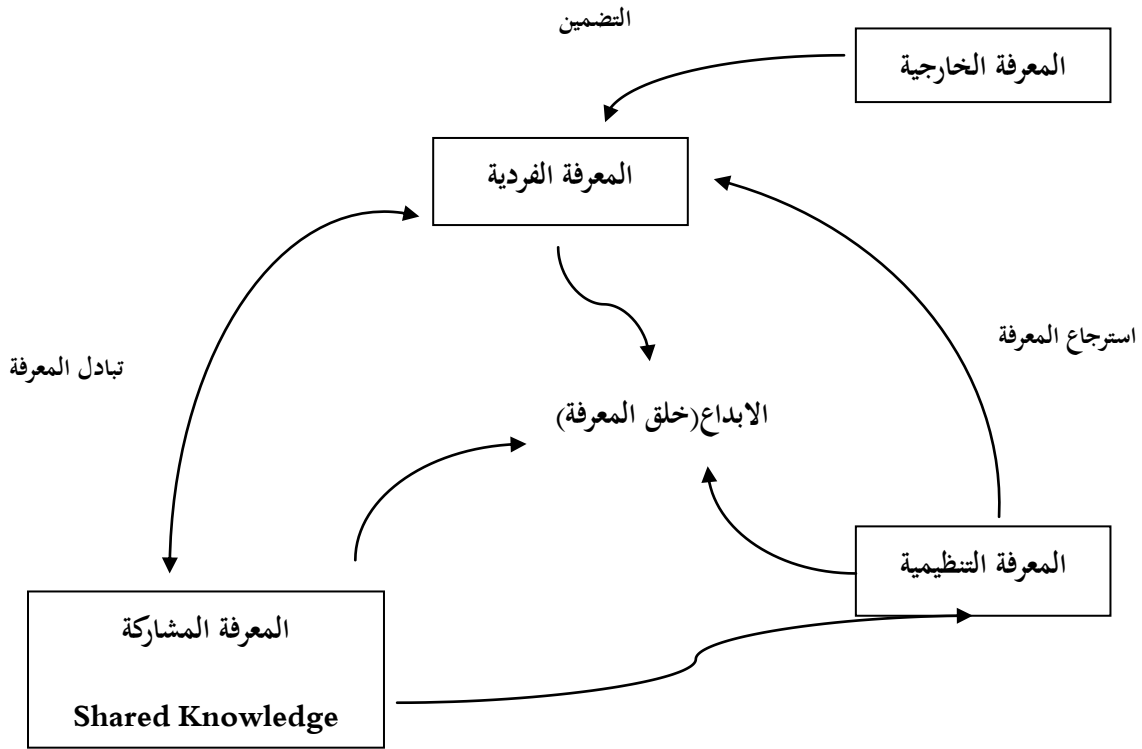 التضمين
المعرفة الخارجية
المعرفة الفردية
استرجاع المعرفة
تبادل المعرفة
الابداع(خلق المعرفة)
المعرفة التنظيمية
المعرفة المشاركة
Shared Knowledge